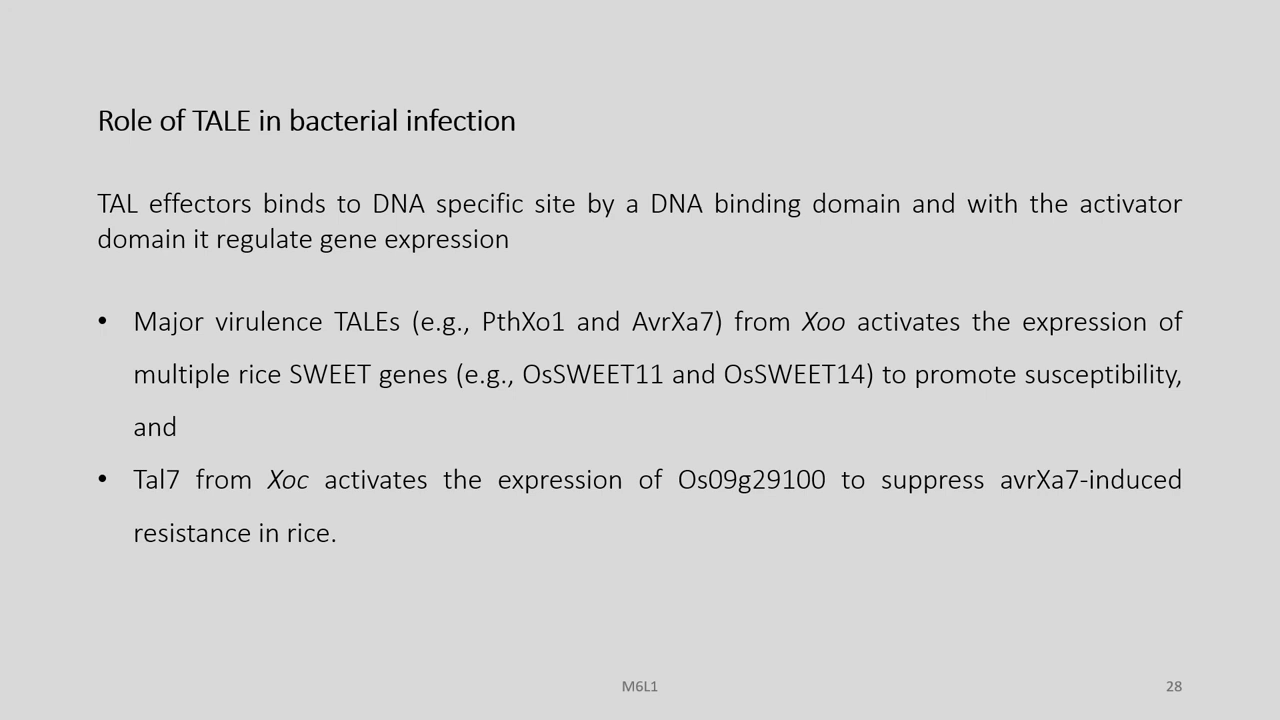 Role of TALE in bacterial infection
TAL effectors binds to DNA specific site by a DNA binding domain and with the activator
domain it regulate gene expression
• Major virulence TALEs (e.g., PthXo1 and AvrXa7) from Xoo activates the expression of
multiple rice SWEET genes (e.g., OsSWEET11 and OsSWEET14) to promote susceptibility,
and
• Tal7 from Xoc activates the expression of Os09g29100 to suppress avrXa7-induced
resistance in rice.
M6L1
28